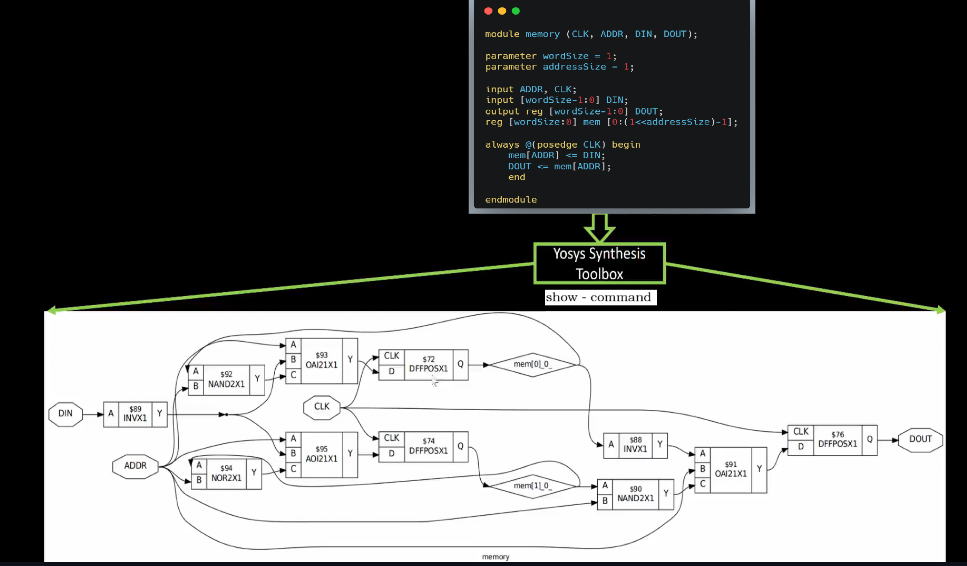 module memory (CLK, ADDR, DIN, DOUT);
parameter wordSize = 1;
parameter addressSize = 1;
input ADDR, CLK;
input [wordSize-1:0] DIN;
output reg [wordSize-1:0] DOUT;
reg [wordSize:0] mem [0:(1<<addressSize)-1];
always @(posedge CLK) begin
mem[ADDR] <= DIN;
DOUT <= mem[ADDR];
end
endmodule
Yosys Synthesis
Toolbox
show - command
DIN
A
$89
INVX1
Y
ADDR
A
B
$92
NAND2X1
Y
A
B
$94
NOR2X1
Y
A
B
C
$93
OAI21X1
Y
CLK
A
B
C
$95
AOI21X1
Y
CLK
D
$72
DFFPOSX1
Q
CLK
D
$74
DFFPOSX1
Q
mem[0]_0_
mem[1]_0_
A
$88
INVX1
Y
A
B
$90
NAND2X1
Y
A
B
C
$91
OAI21X1
Y
CLK
D
$76
DFFPOSX1
Q
DOUT
memory